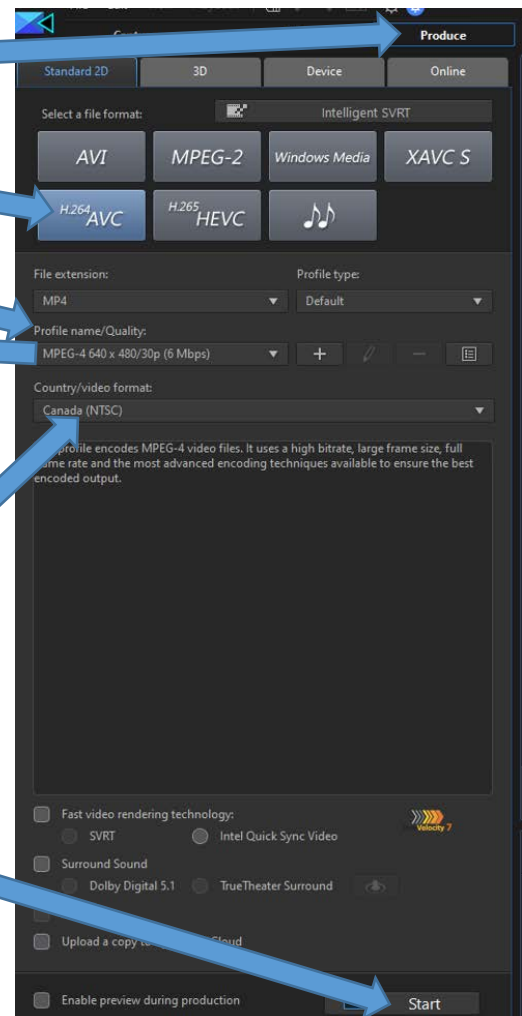 Produce
Standard 2D 3D Device Online
Select a file format: Intelligent SVRT
AVI MPEG-2 Windows Media XAVC S
H.264 AVC H.265 HEVC
File extension: Profile type:
MP4 Default
Profile name/Quality:
MPEG-4 640 x 480/30p (6 Mbps)
Country/video format:
Canada (NTSC)
profile encodes MPEG-4 video files. It uses a high bitrate, large frame size, full
rate and the most advanced encoding techniques available to ensure the best
encoded output.
Fast video rendering technology:
Velocity 7
SVRT Intel Quick Sync Video
Surround Sound
Dolby Digital 5.1 TrueTheater Surround
Upload a copy Cloud
Enable preview during production Start